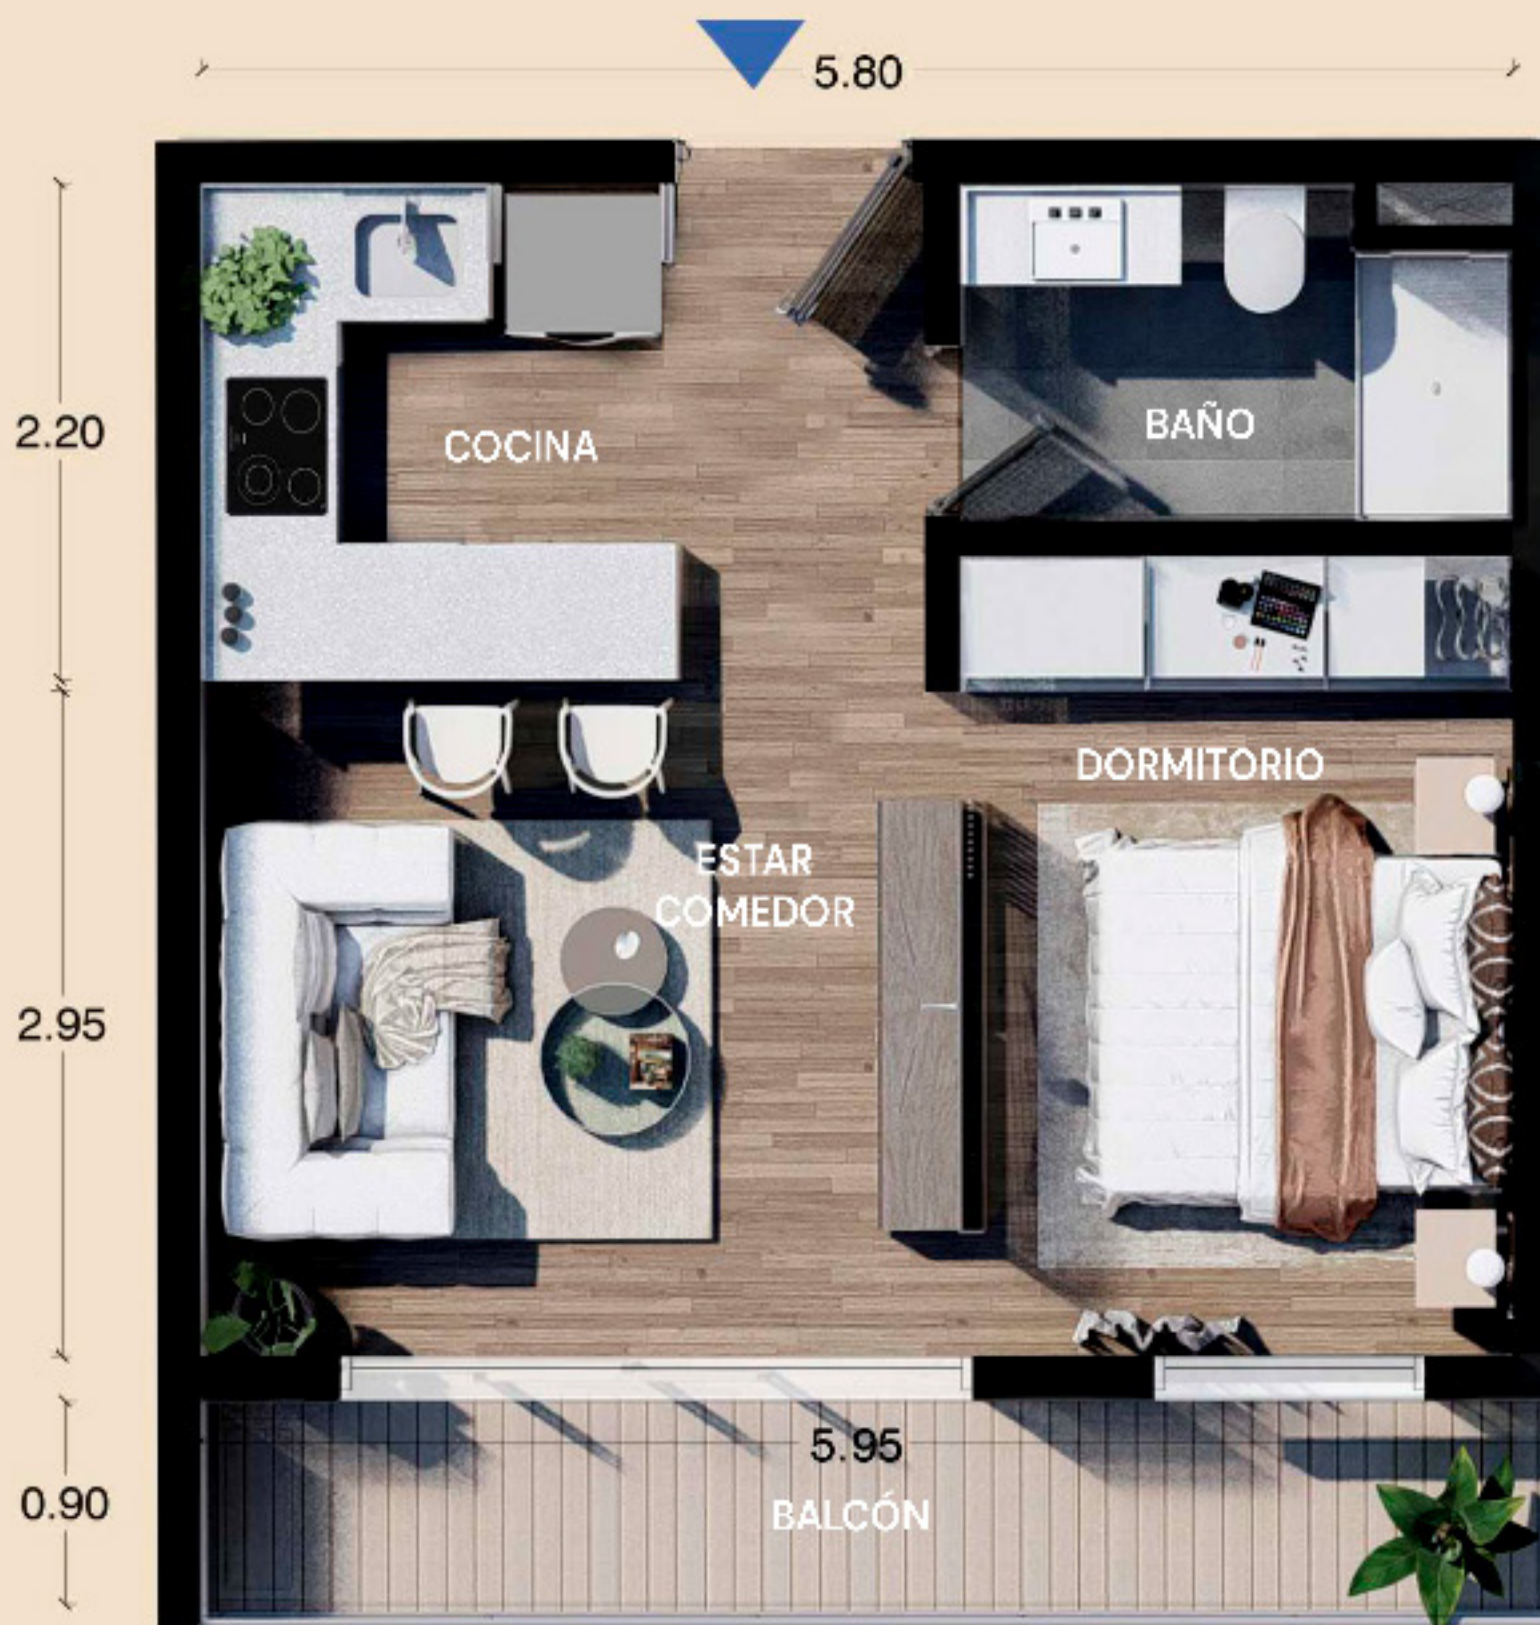 5.80
2.20
COCINA
BAÑO
DORMITORIO
ESTAR
COMEDOR
2.95
5.95
0.90
BALCÓN